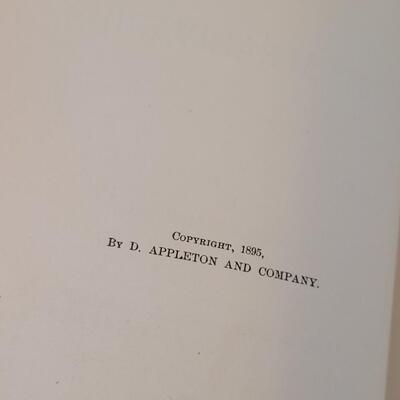 Copyright, 1895,
By D. APPLETON AND COMPANY.